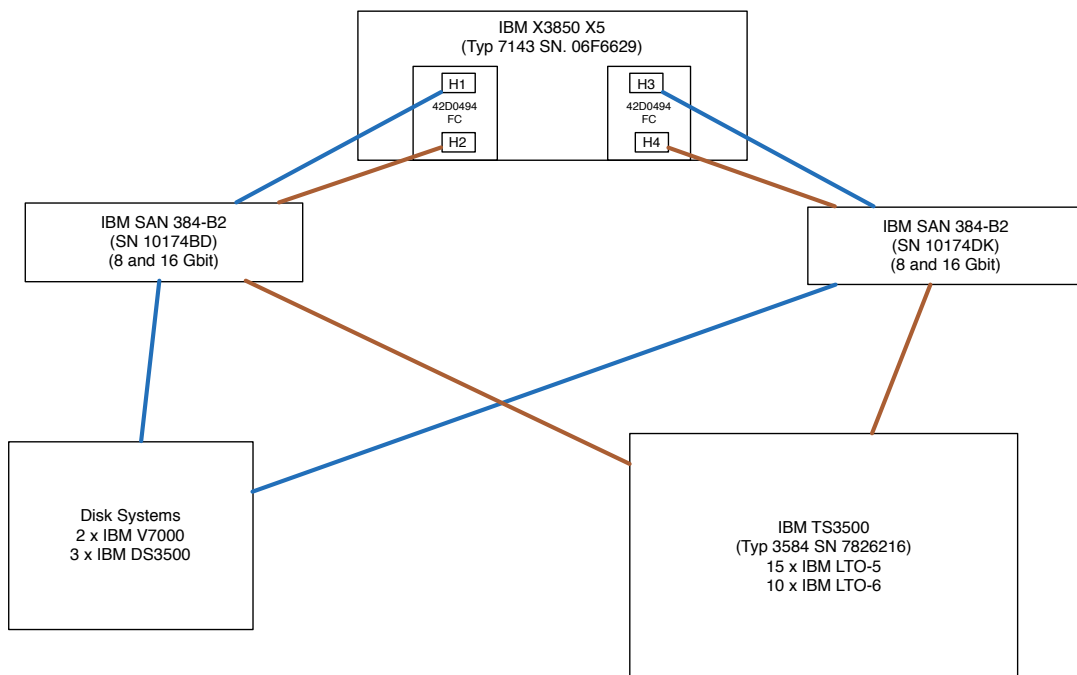 IBM X3850 X5
(Typ 7143 SN. 06F6629)
H1
42D0494
FC
H2
H3
42D0494
FC
H4
IBM SAN 384-B2
(SN 10174BD)
(8 and 16 Gbit)
IBM SAN 384-B2
(SN 10174DK)
(8 and 16 Gbit)
Disk Systems
2 x IBM V7000
3 x IBM DS3500
IBM TS3500
(Typ 3584 SN 7826216)
15 x IBM LTO-5
10 x IBM LTO-6